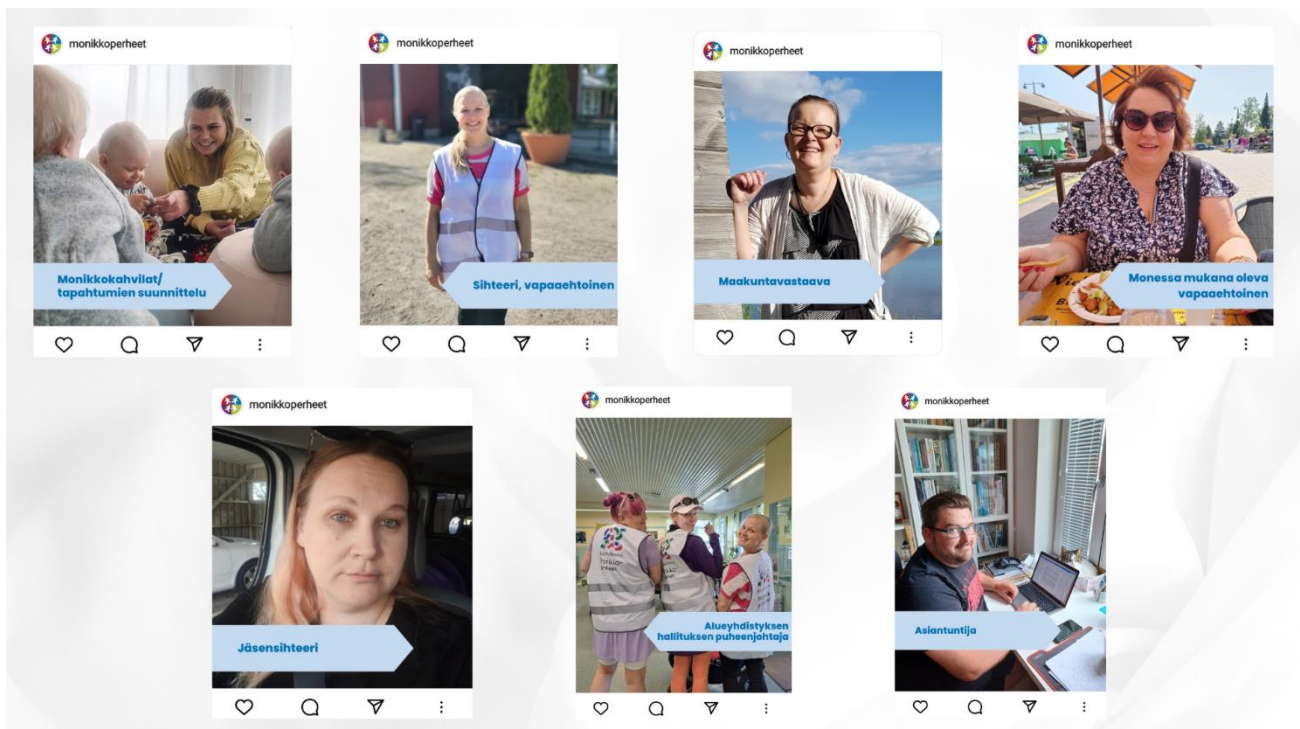 monikkoperheet
Monikkokahvilat/
tapahtumien suunnittelu
monikkoperheet
Sihteeri, vapaaehtoinen
monikkoperheet
Maakuntavastaava
monikkoperheet
Monessa mukana oleva
vapaaehtoinen
monikkoperheet
Jäsensihteeri
monikkoperheet
Alueyhdistyksen
hallituksen puheenjohtaja
monikkoperheet
Asiantuntija